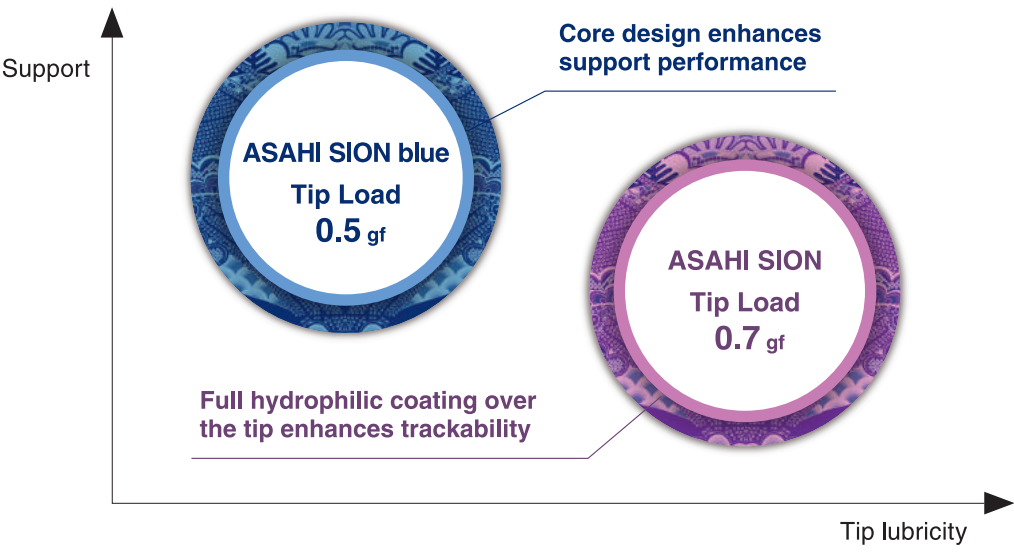 Support
Core design enhances
support performance
ASAHI SION blue
Tip Load
0.5 gf
ASAHI SION
Tip Load
0.7 gf
Full hydrophilic coating over
the tip enhances trackability
Tip lubricity